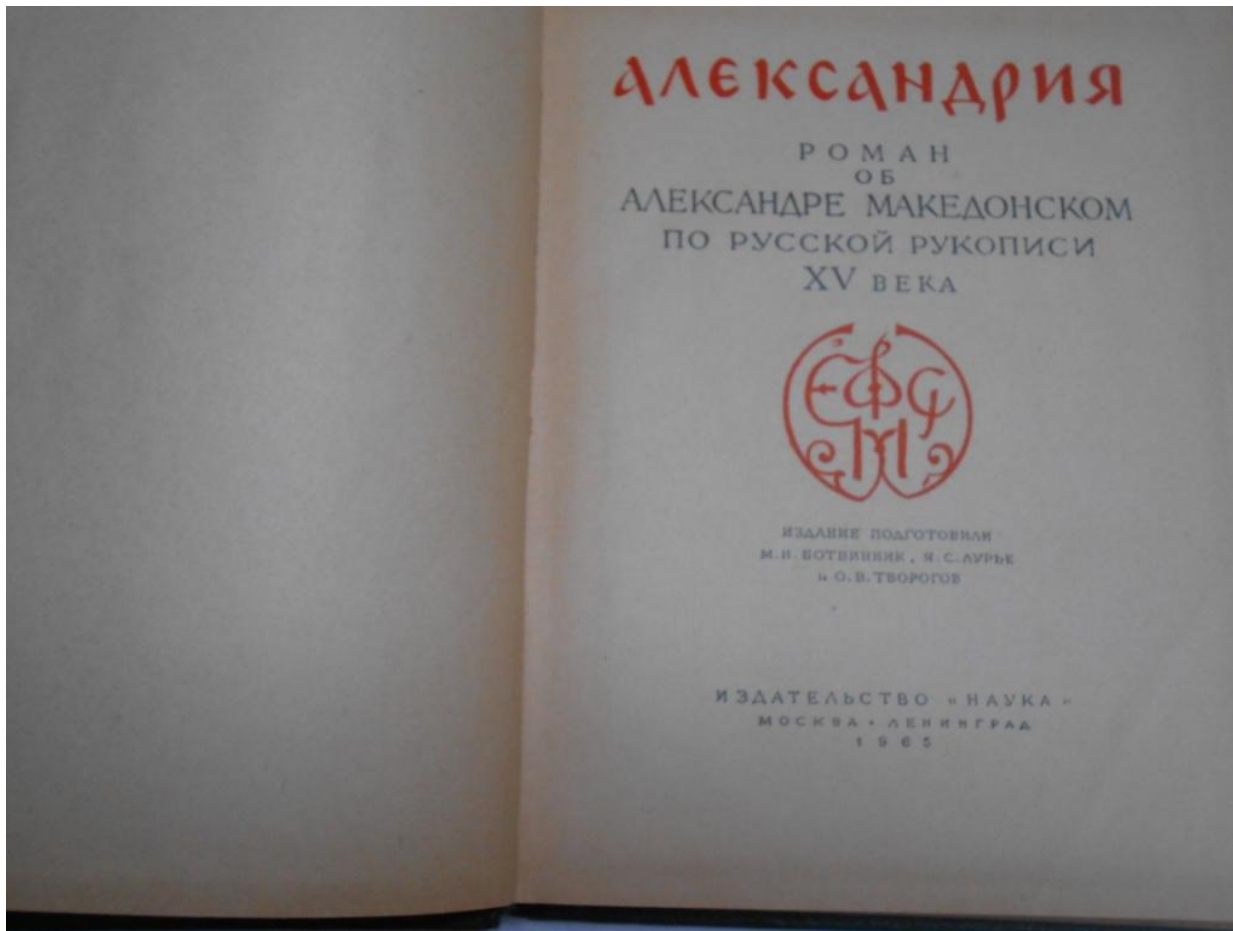 АЛЕКСАНДРИЯ
РОМАН
ОБ
АЛЕКСАНДРЕ МАКЕДОНСКОМ
ПО РУССКОЙ РУКОПИСИ
XV ВЕКА
ИЗДАНИЕ ПОДГОТОВИЛИ
М.Н. БОТВИННИК, Я.С. ЛУРЬЕ
и О.В. ТВОРОГОВ
ИЗДАТЕЛЬСТВО «НАУКА»
МОСКВА • ЛЕНИНГРАД
1965